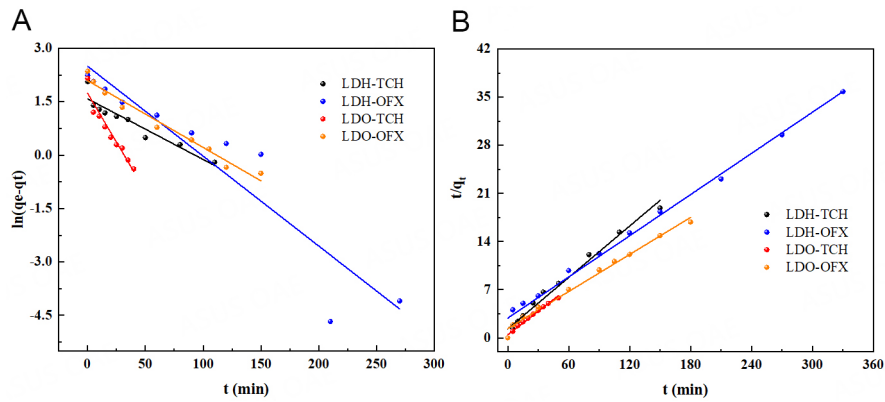 A
B
3.0
1.5
0.0
-1.5
-3.0
-4.5
ln(qe-qt)
0
50
100
150
200
250
300
t (min)
LDH-TCH
LDH-OFX
LDO-TCH
LDO-OFX
42
35
28
21
14
7
0
t/qt
0
60
120
180
240
300
360
t (min)
LDH-TCH
LDH-OFX
LDO-TCH
LDO-OFX